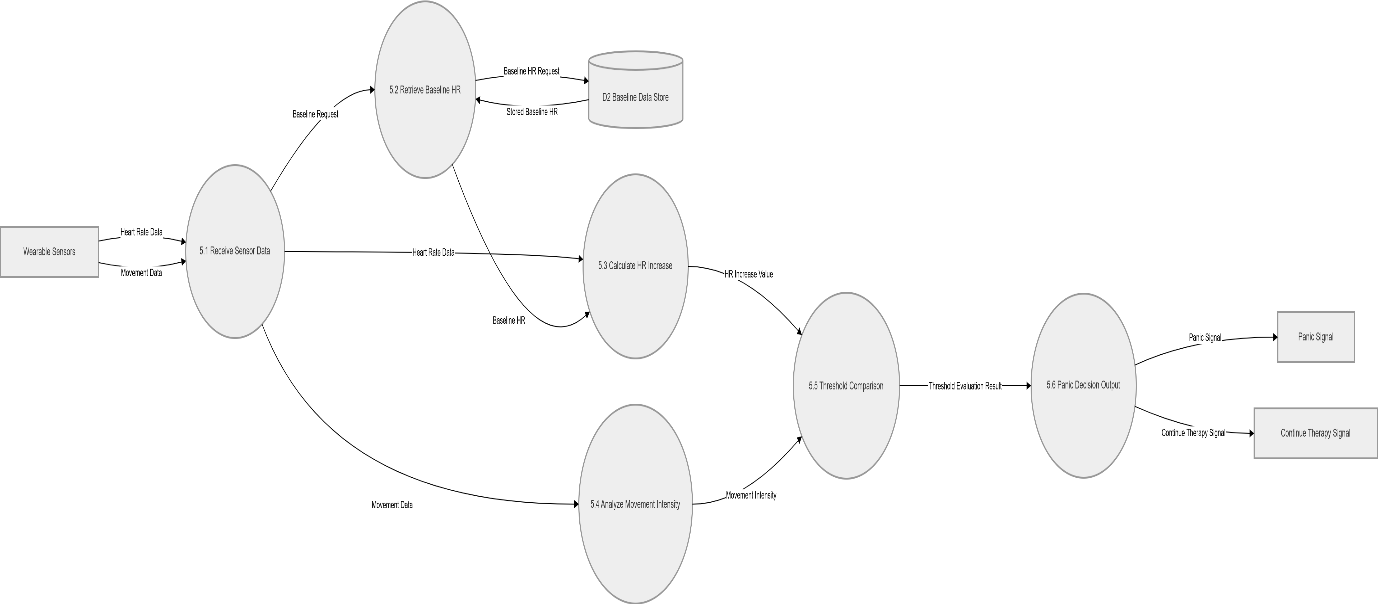 5.2 Retrieve Baseline HR
Baseline HR Request
D2 Baseline Data Store
Stored Baseline HR
Baseline Request
Wearable Sensors
Heart Rate Data
Movement Data
5.1 Receive Sensor Data
Heart Rate Data
5.3 Calculate HR Increase
HR Increase Value
Baseline HR
5.5 Threshold Comparison
Threshold Evaluation Result
5.6 Panic Decision Output
Panic Signal
Panic Signal
Continue Therapy Signal
Continue Therapy Signal
Movement Data
5.4 Analyze Movement Intensity
Movement Intensity